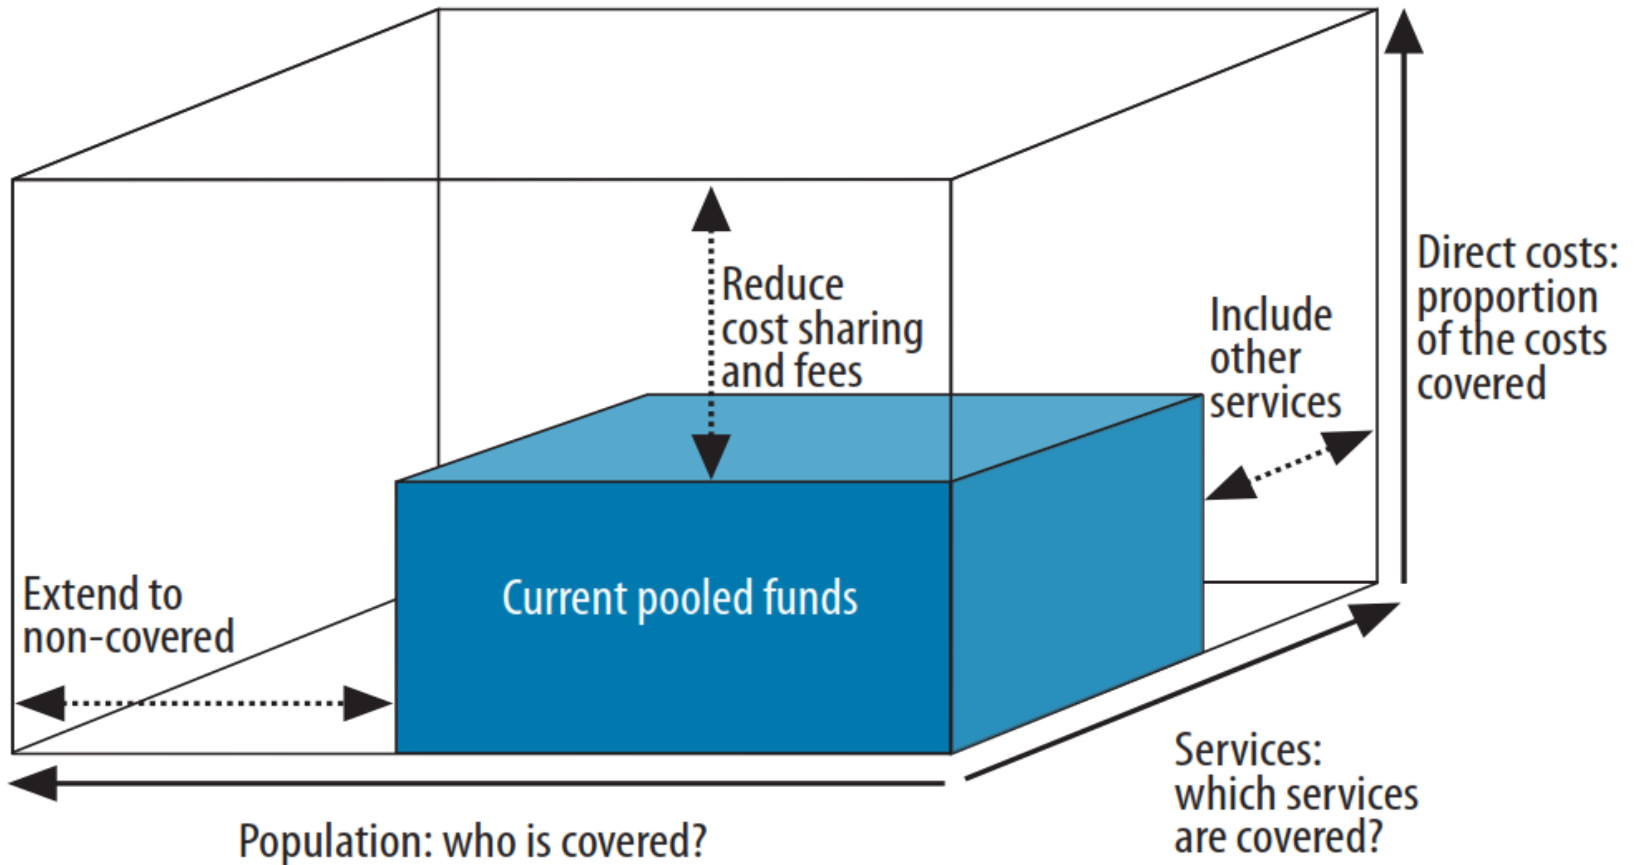 Reduce
cost sharing
and fees
Include
other
services
Direct costs:
proportion
of the costs
covered
Extend to
non-covered
Current pooled funds
Services:
which services
are covered?
Population: who is covered?